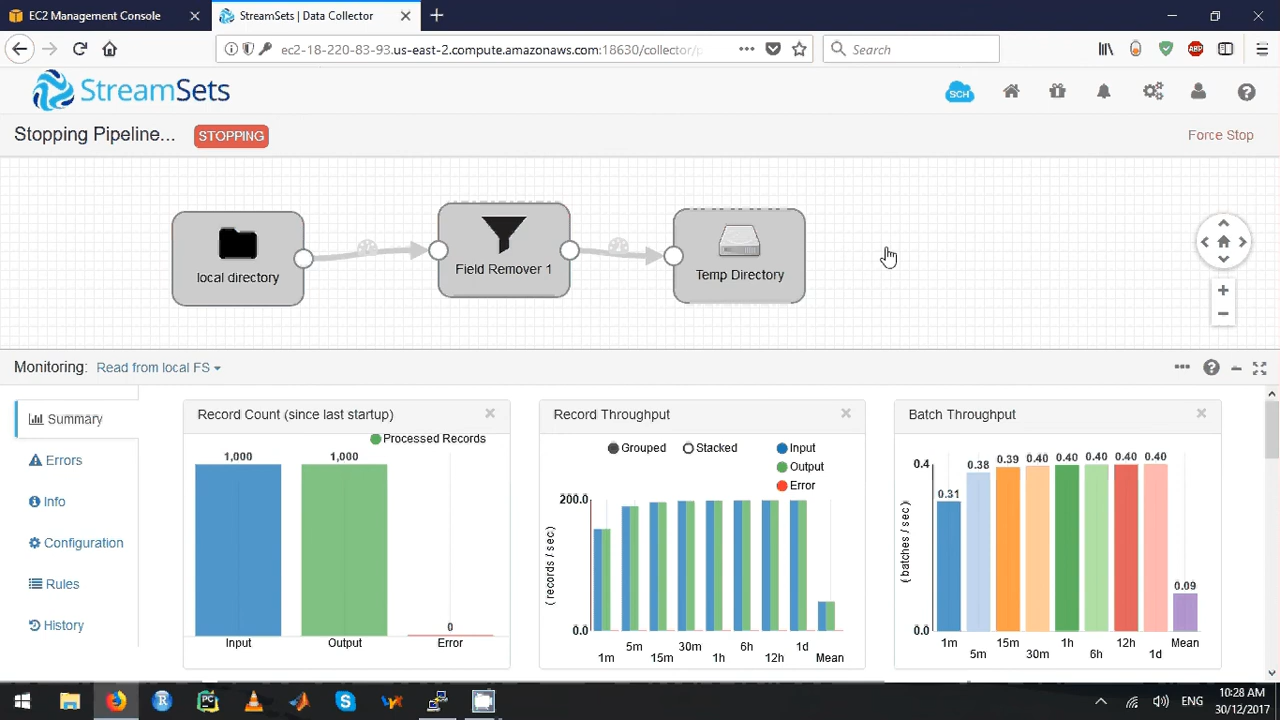 EC2 Management Console
StreamSets | Data Collector
ec2-18-220-83-93.us-east-2.compute.amazonaws.com:18630/collector/p
Search
ABP
StreamSets
SCH
Stopping Pipeline...
STOPPING
Force Stop
local directory
Field Remover 1
Temp Directory
Monitoring:
Read from local FS
Summary
Errors
Info
Configuration
Rules
History
Record Count (since last startup)
Processed Records
1,000
1,000
0
Input
Output
Error
Record Throughput
Grouped
Stacked
Input
Output
Error
200.0
( records / sec )
0.0
1m
5m
15m
30m
1h
6h
12h
1d
Mean
Batch Throughput
0.4
( batches / sec )
0.0
0.31
0.38
0.39
0.40
0.40
0.40
0.40
0.40
0.09
1m
5m
15m
30m
1h
6h
12h
1d
Mean
R
PC
ENG
10:28 AM
30/12/2017